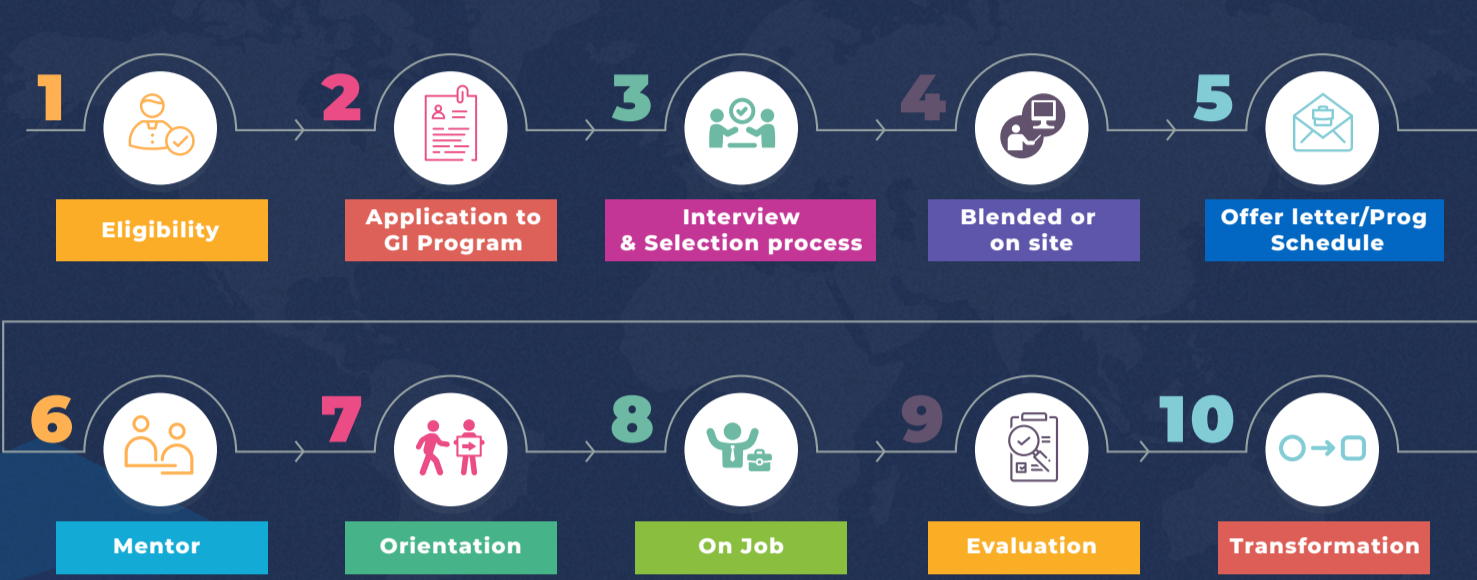 1
2
3
4
5
Eligibility
Application to
GI Program
Interview
& Selection process
Blended or
on site
Offer letter/Prog
Schedule
6
7
8
9
10
Mentor
Orientation
On Job
Evaluation
Transformation